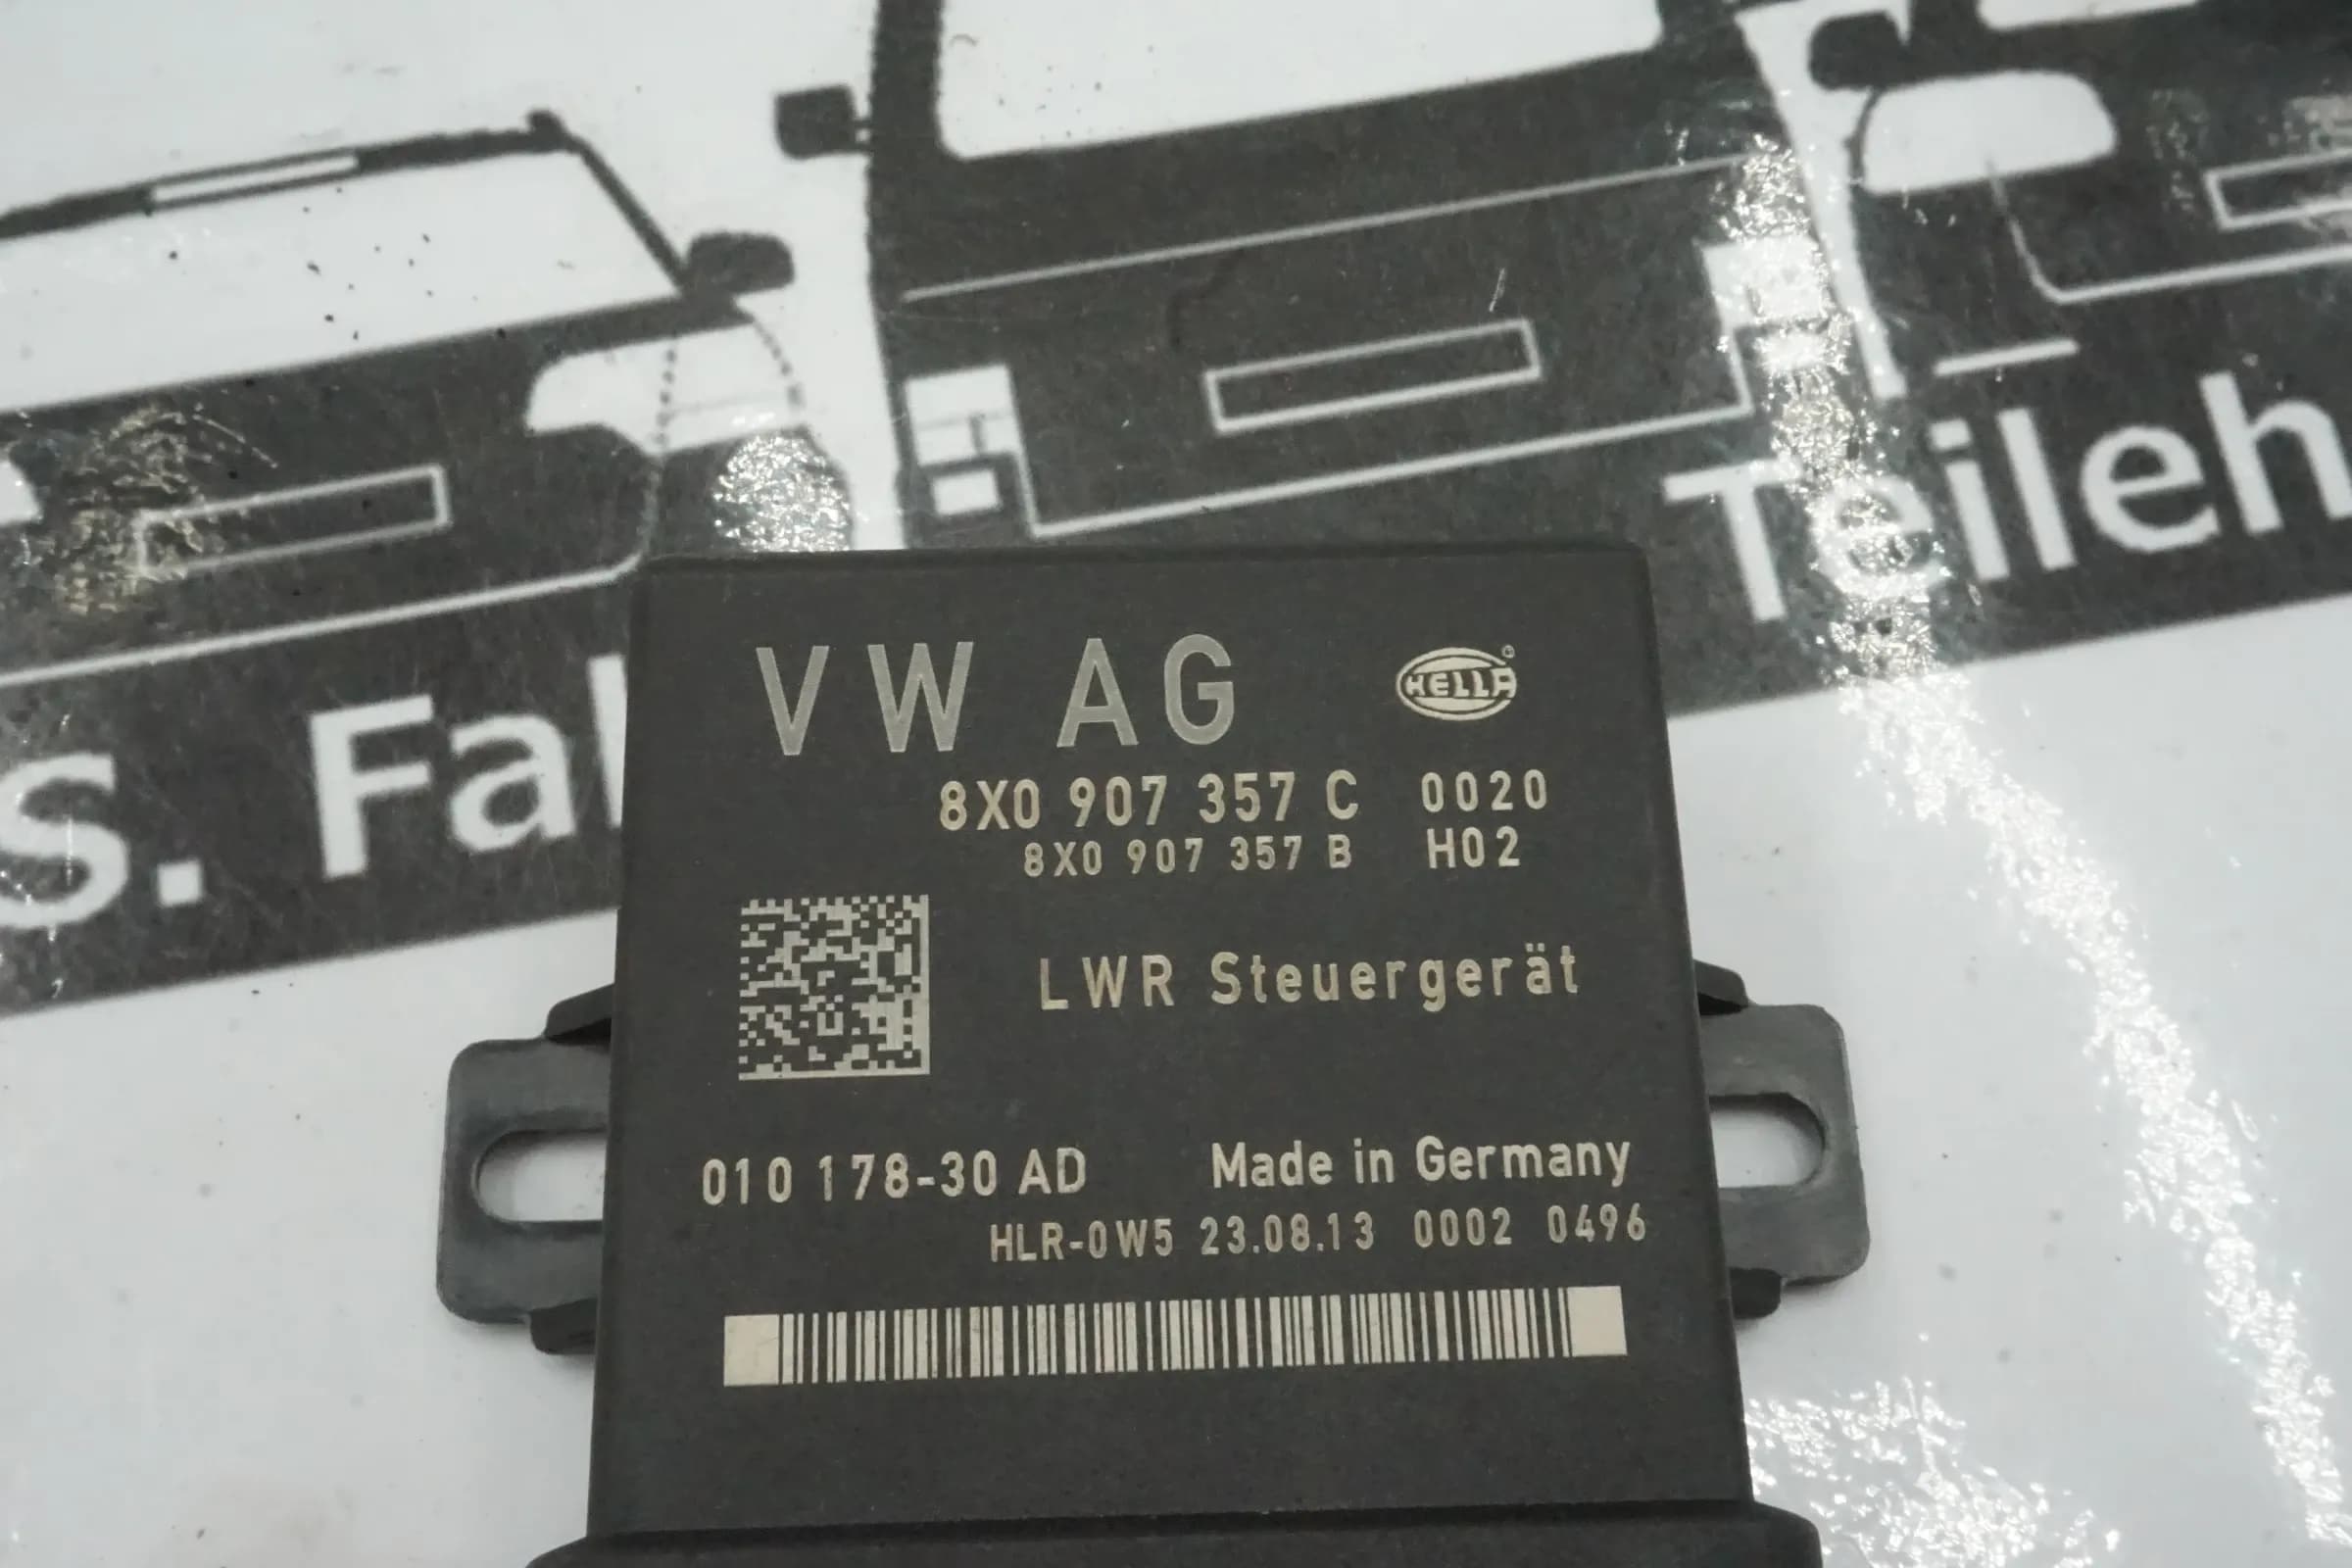 Teileh
S. Fah
VW AG HELLA
8X0 907 357 C 0020
8X0 907 357 B H02
LWR Steuergerät
010 178-30 AD Made in Germany
HLR-0W5 23.08.13 0002 0496